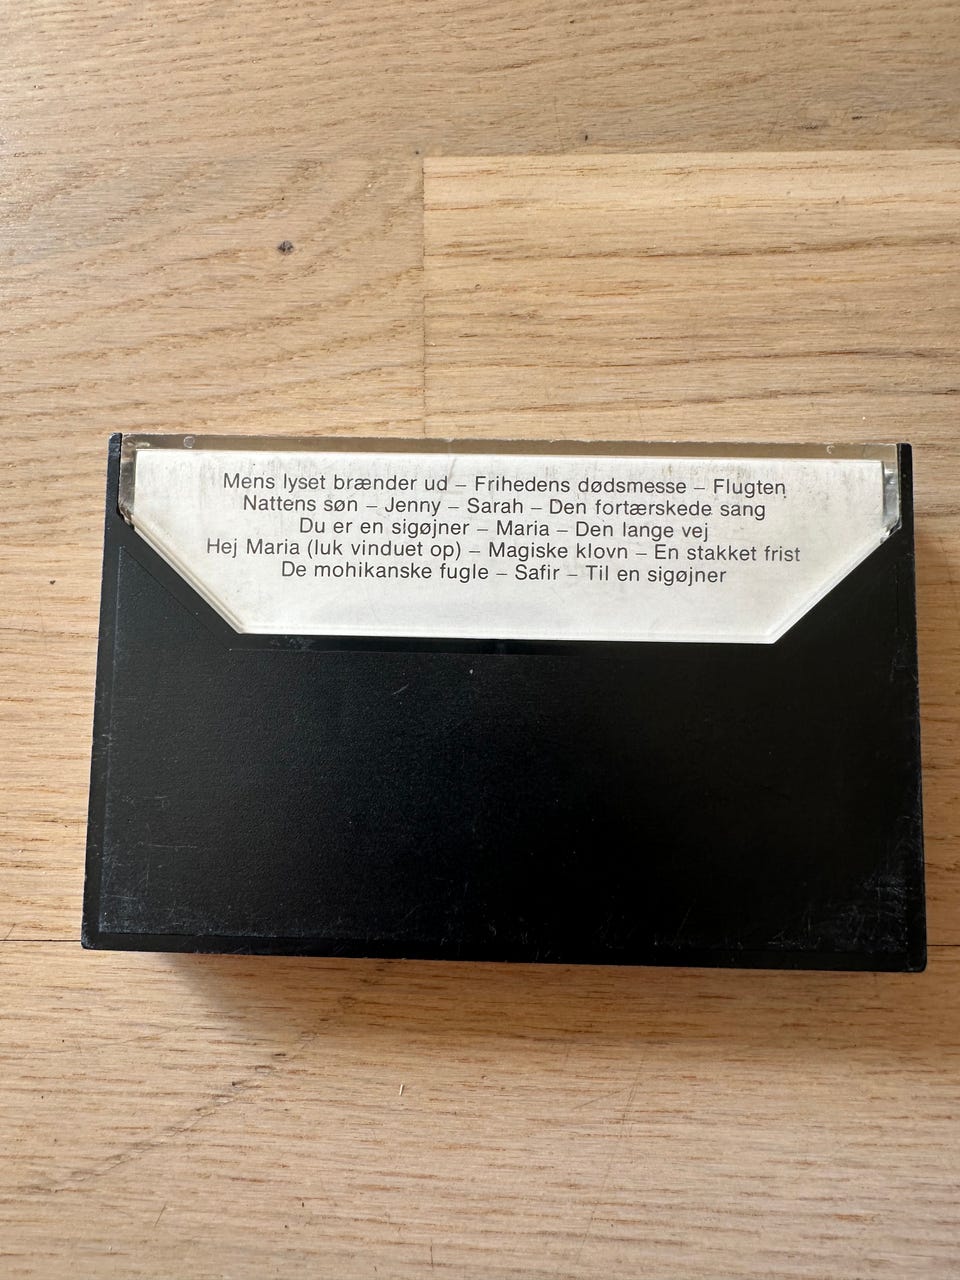 Mens lyset brænder ud – Frihedens dødsmesse – Flugten
Nattens søn – Jenny – Sarah – Den fortærskede sang
Du er en sigøjner – Maria – Den lange vej
Hej Maria (luk vinduet op) – Magiske klovn – En stakket frist
De mohikanske fugle – Safir – Til en sigøjner